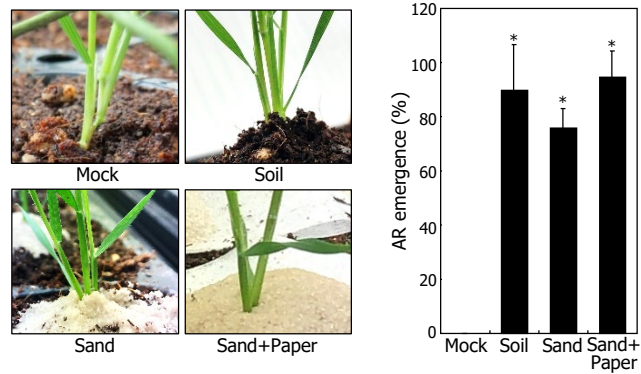 Mock
Soil
Sand
Sand+Paper
AR emergence (%)
120
100
80
60
40
20
0
*
*
*
Mock
Soil
Sand
Sand+
Paper